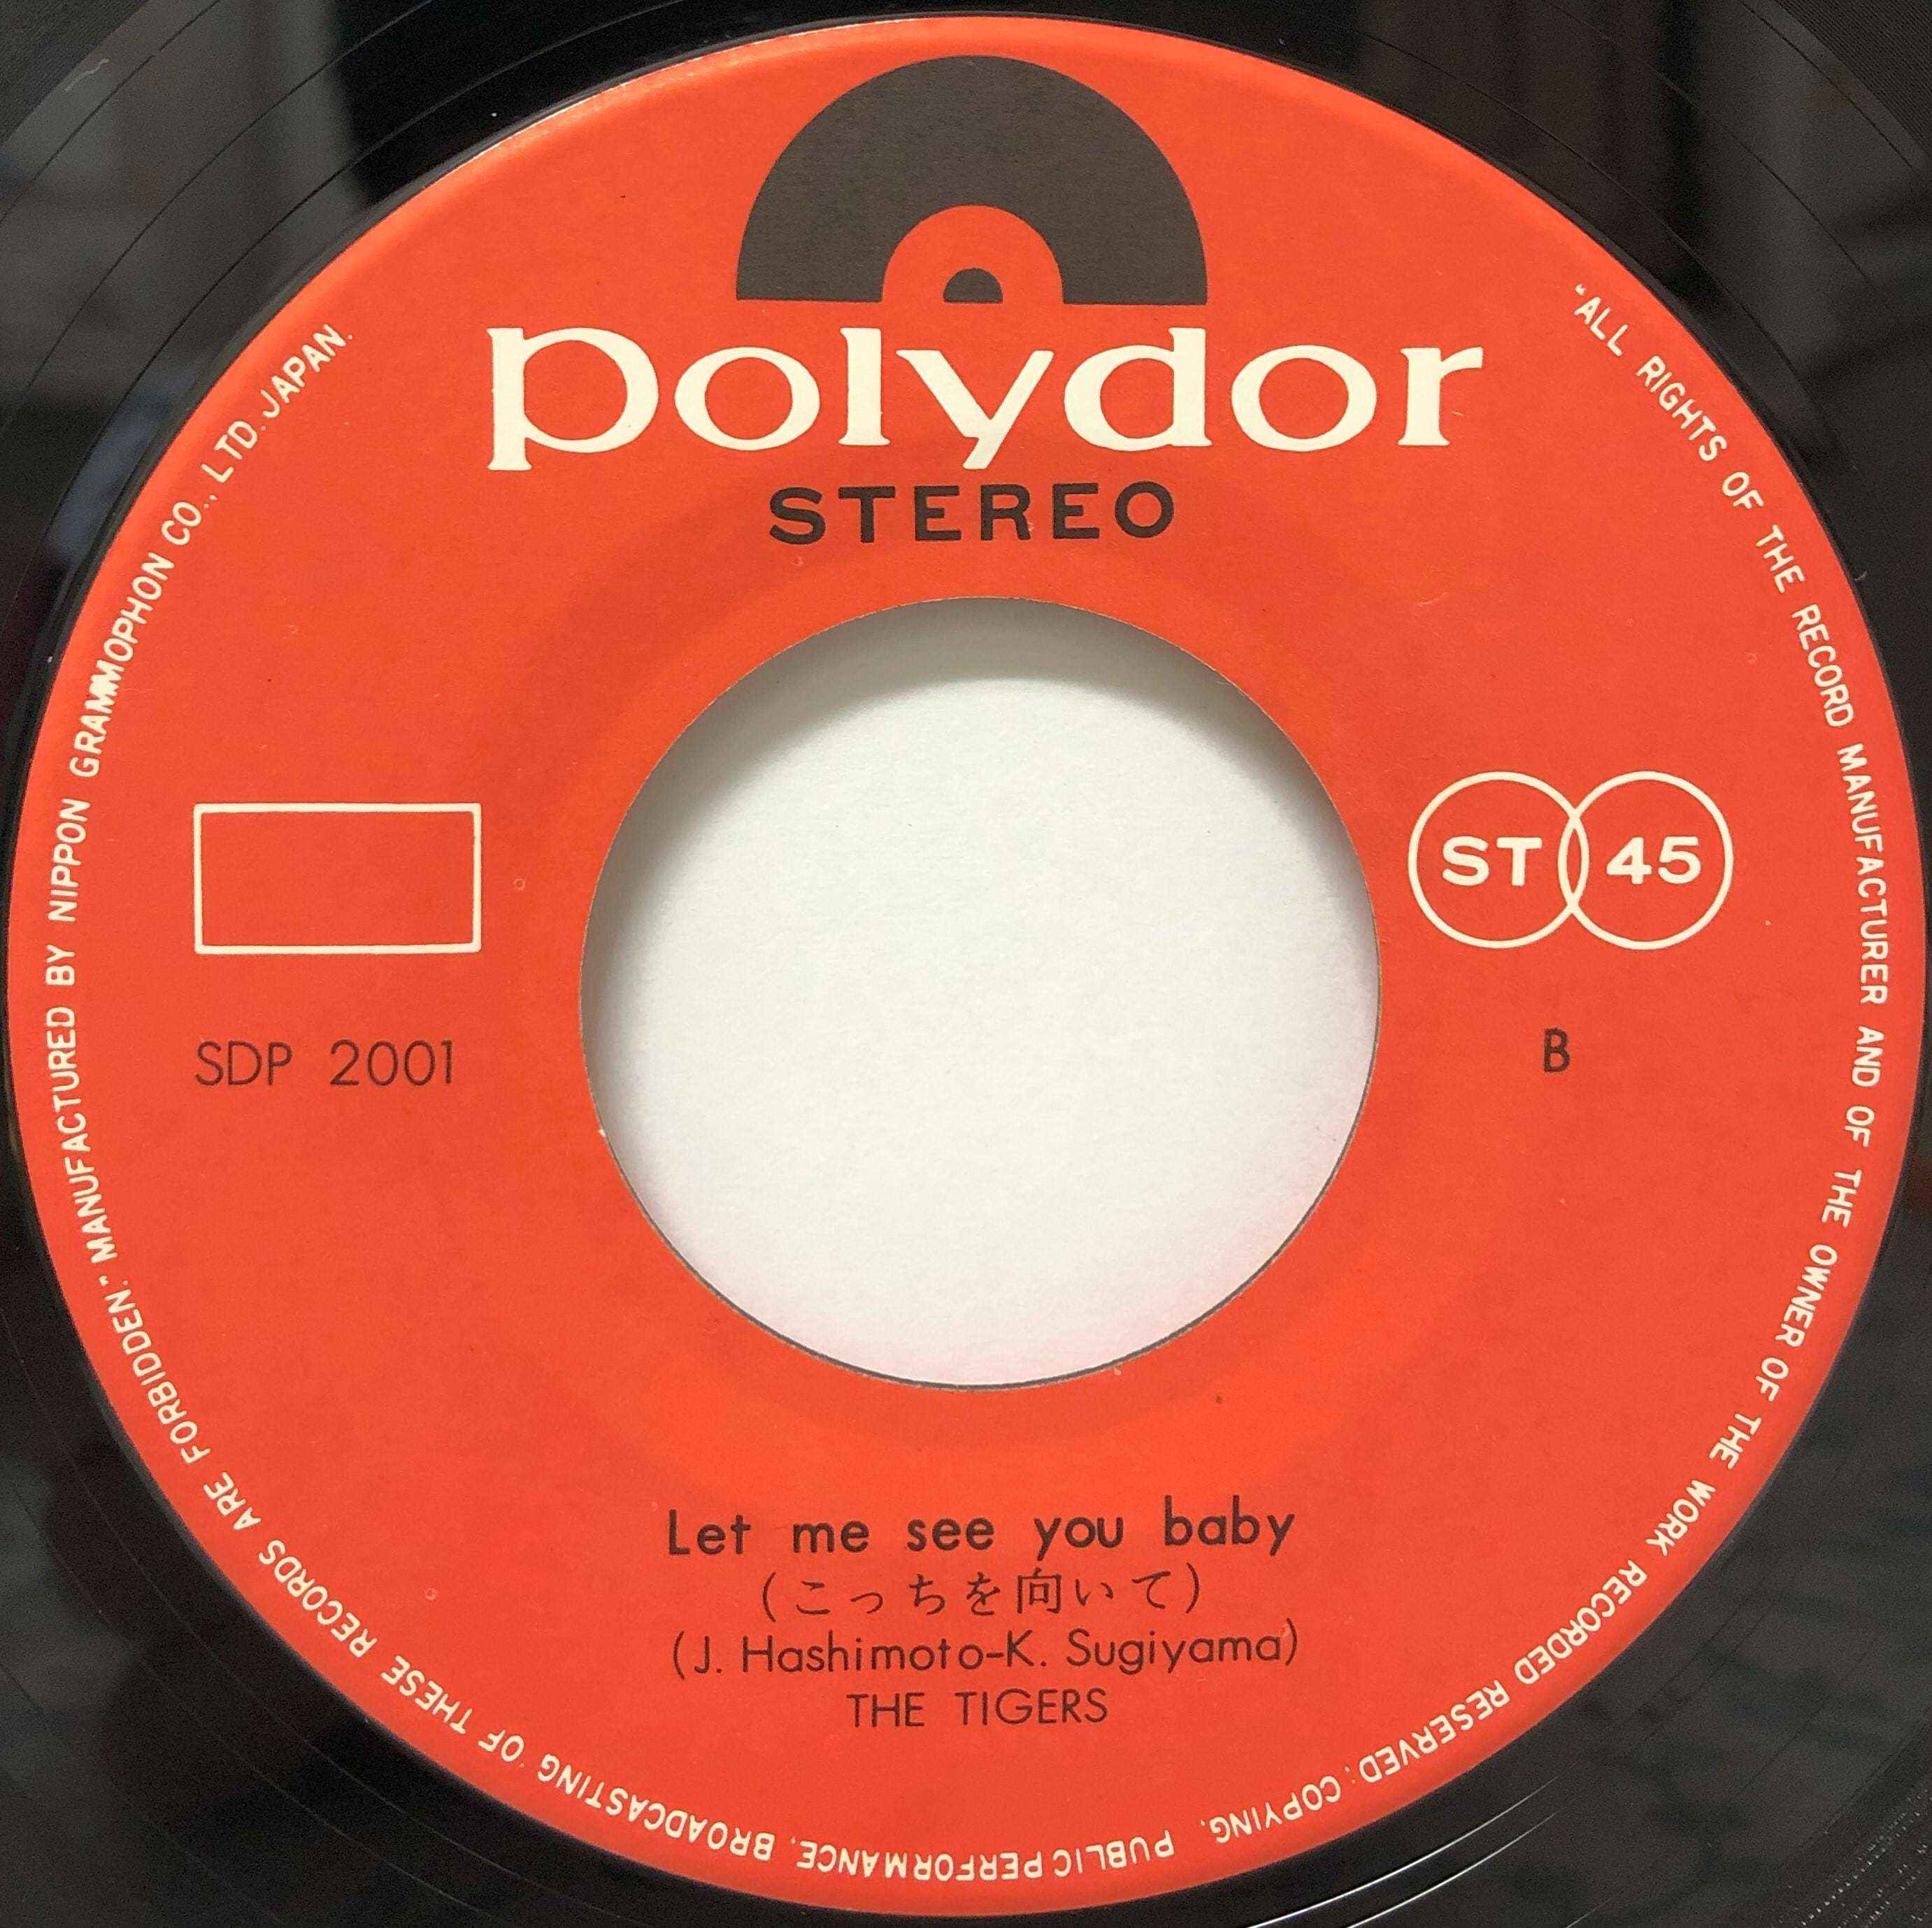 polydor
STEREO
ST 45
SDP 2001
B
Let me see you baby
(こっちを向いて)
(J. Hashimoto-K. Sugiyama)
THE TIGERS
"ALL RIGHTS OF THE RECORD MANUFACTURER AND OF THE OWNER OF THE WORK RECORDED RESERVED: COPYING, PUBLIC PERFORMANCE, BROADCASTING OF THESE RECORDS ARE FORBIDDEN." MANUFACTURED BY NIPPON GRAMMOPHON CO., LTD. JAPAN.